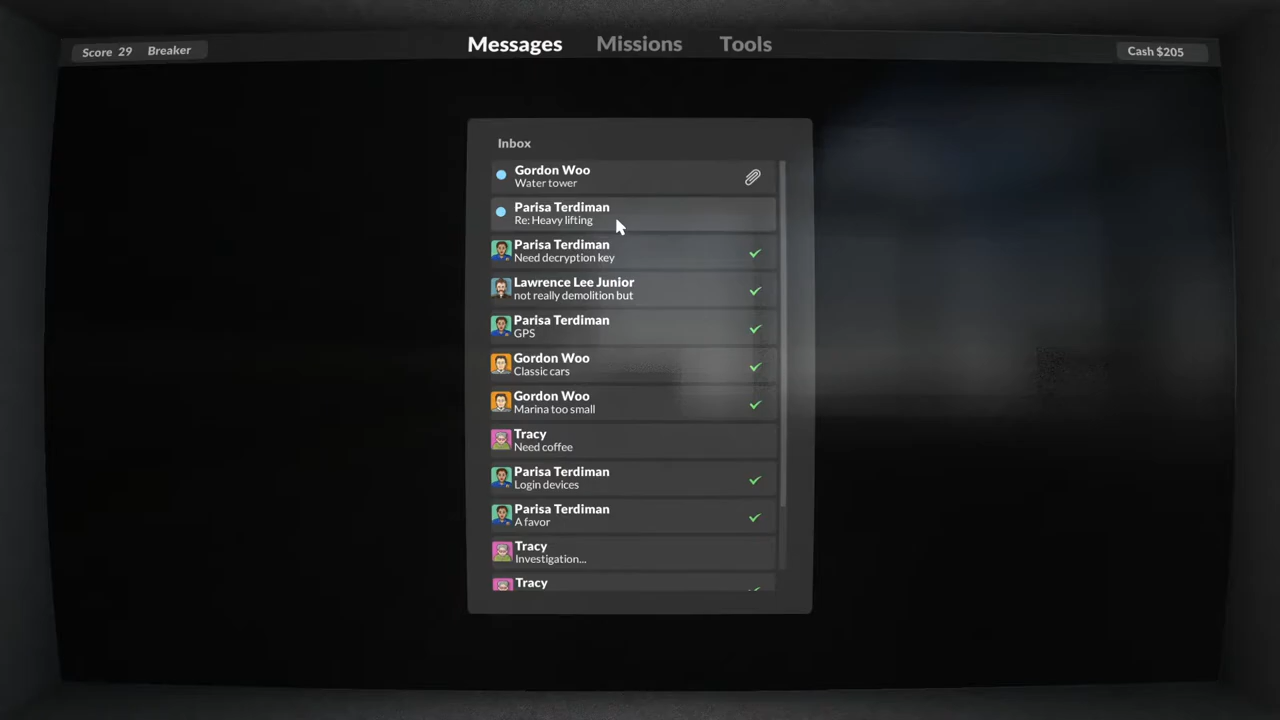 Score 29 Breaker
Messages Missions Tools
Cash $205
Inbox
Gordon Woo
Water tower
Parisa Terdiman
Re: Heavy lifting
Parisa Terdiman
Need decryption key
Lawrence Lee Junior
not really demolition but
Parisa Terdiman
GPS
Gordon Woo
Classic cars
Gordon Woo
Marina too small
Tracy
Need coffee
Parisa Terdiman
Login devices
Parisa Terdiman
A favor
Tracy
Investigation...
Tracy